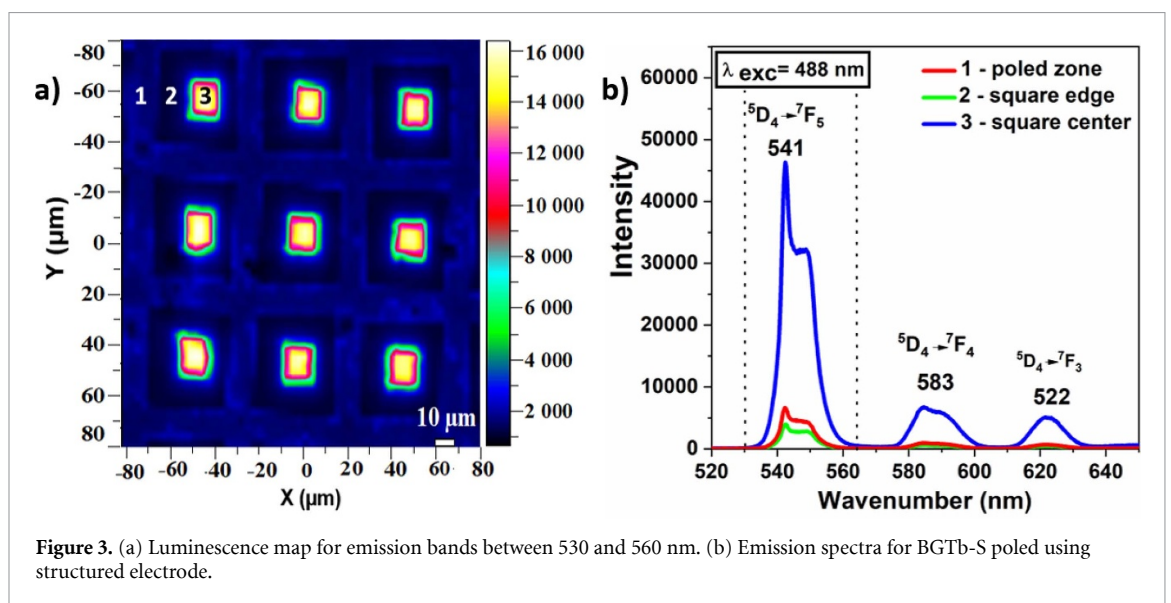 a)
1 2 3
Y (µm)
-80
-60
-40
-20
0
20
40
60
80
-80 -60 -40 -20 0 20 40 60 80
X (µm)
10 µm
16 000
14 000
12 000
10 000
8 000
6 000
4 000
2 000
b)
λ exc= 488 nm
1 - poled zone
2 - square edge
3 - square center
⁵D₄→⁷F₅
541
⁵D₄→⁷F₄
583
⁵D₄→⁷F₃
522
Intensity
60000
50000
40000
30000
20000
10000
0
520 540 560 580 600 620 640
Wavenumber (nm)
Figure 3. (a) Luminescence map for emission bands between 530 and 560 nm. (b) Emission spectra for BGTb-S poled using
structured electrode.